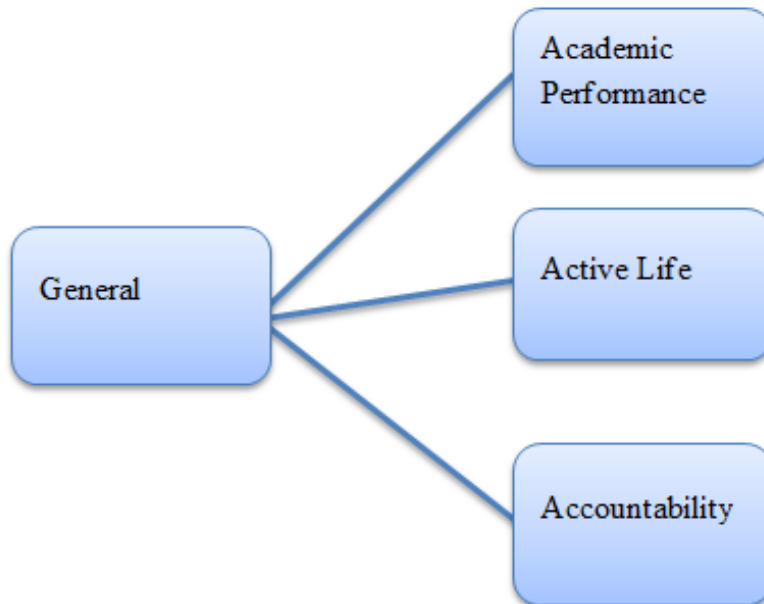 Academic
Performance
General
Active Life
Accountability